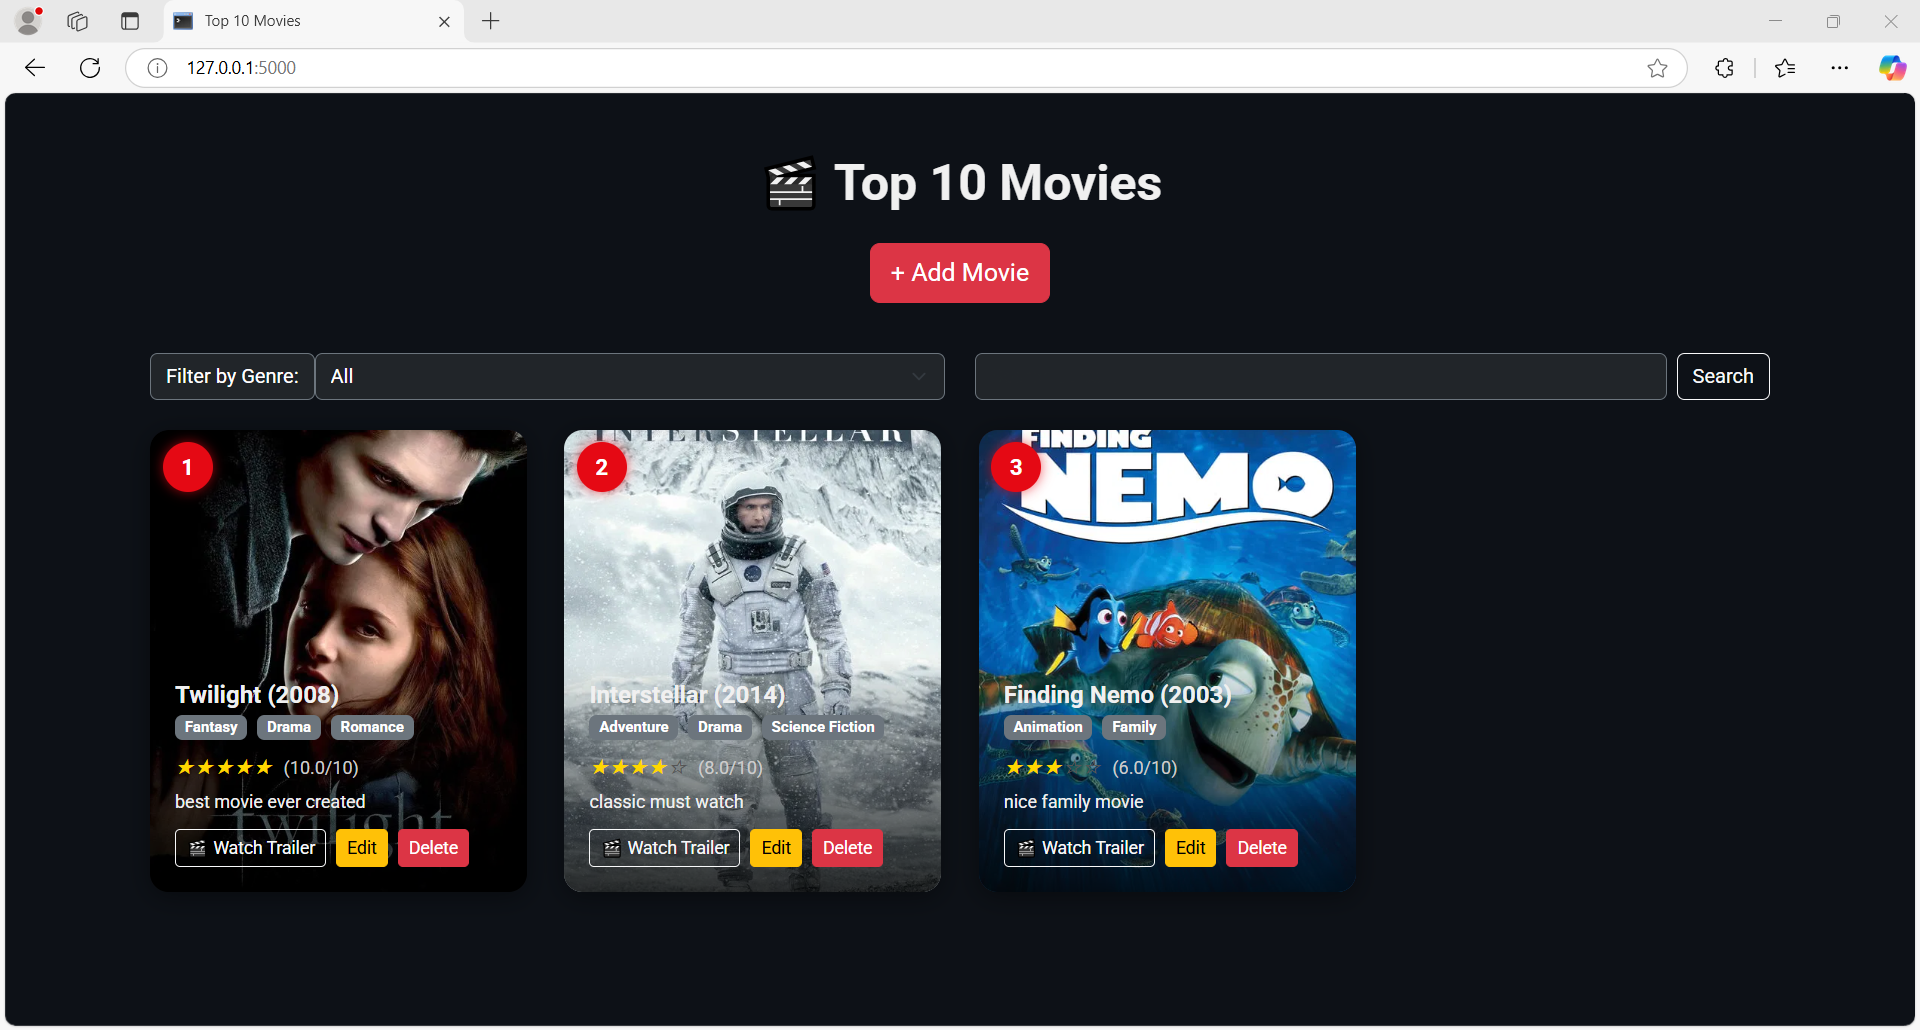 Top 10 Movies
127.0.0.1:5000
Top 10 Movies
+ Add Movie
Filter by Genre: All
Search
1
Twilight (2008)
Fantasy Drama Romance
★★★★★ (10.0/10)
best movie ever created
twilight
Watch Trailer Edit Delete
INTERSTELLAR
2
Interstellar (2014)
Adventure Drama Science Fiction
★★★★☆ (8.0/10)
classic must watch
Watch Trailer Edit Delete
FINDING
NEMO
3
Finding Nemo (2003)
Animation Family
★★★ (6.0/10)
nice family movie
Watch Trailer Edit Delete